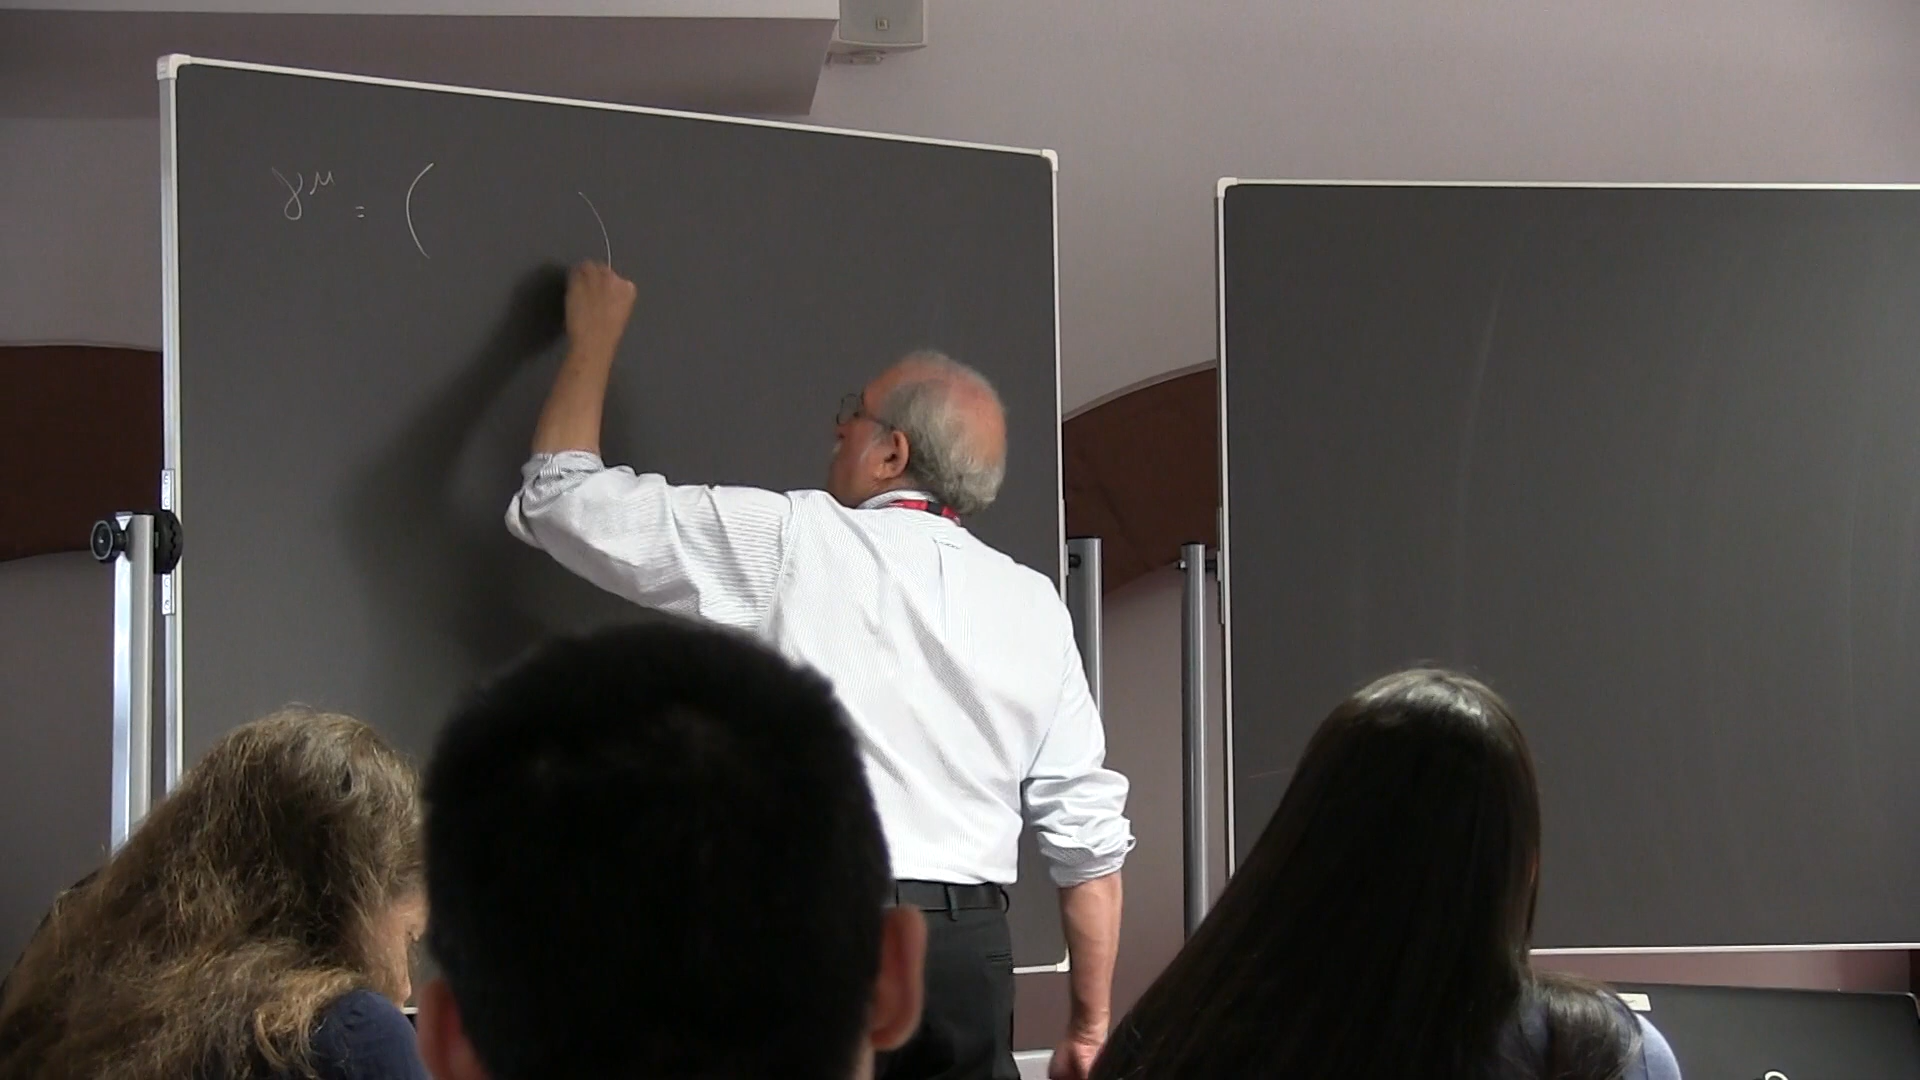 γ^μ = ( )